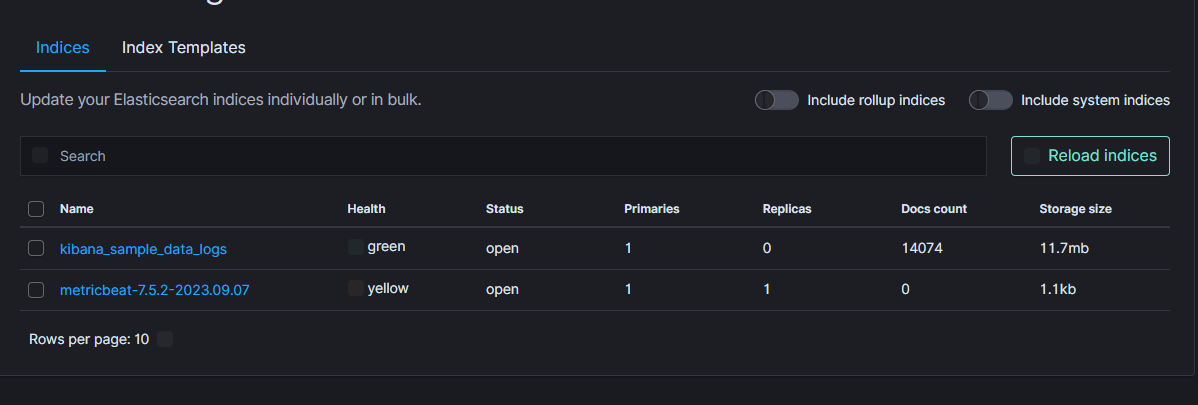 Indices Index Templates
Update your Elasticsearch indices individually or in bulk. Include rollup indices Include system indices
Search Reload indices
Name Health Status Primaries Replicas Docs count Storage size
kibana_sample_data_logs green open 1 0 14074 11.7mb
metricbeat-7.5.2-2023.09.07 yellow open 1 1 0 1.1kb
Rows per page: 10